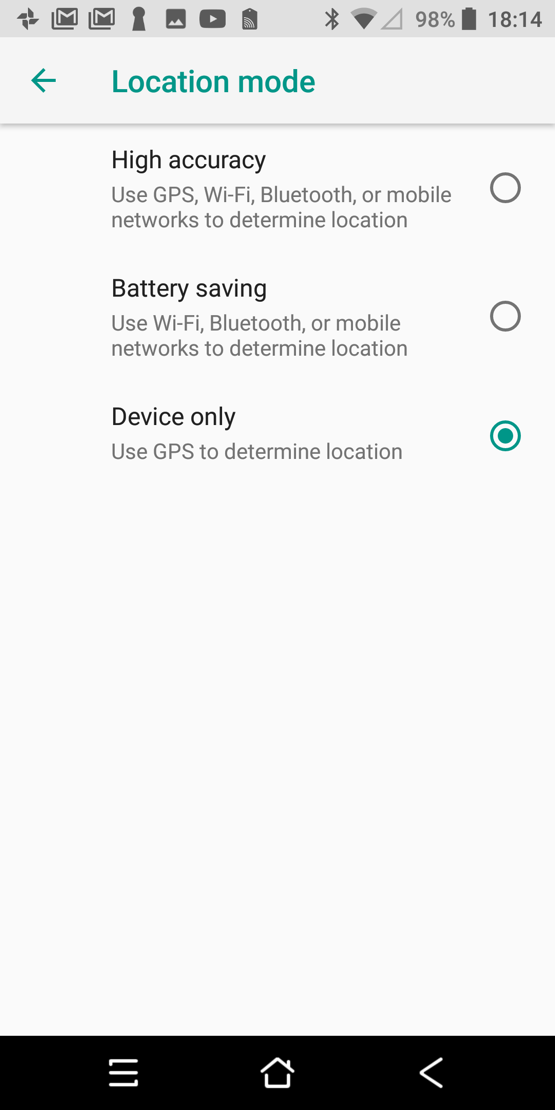 98% 18:14
Location mode
High accuracy
Use GPS, Wi-Fi, Bluetooth, or mobile
networks to determine location
Battery saving
Use Wi-Fi, Bluetooth, or mobile
networks to determine location
Device only
Use GPS to determine location